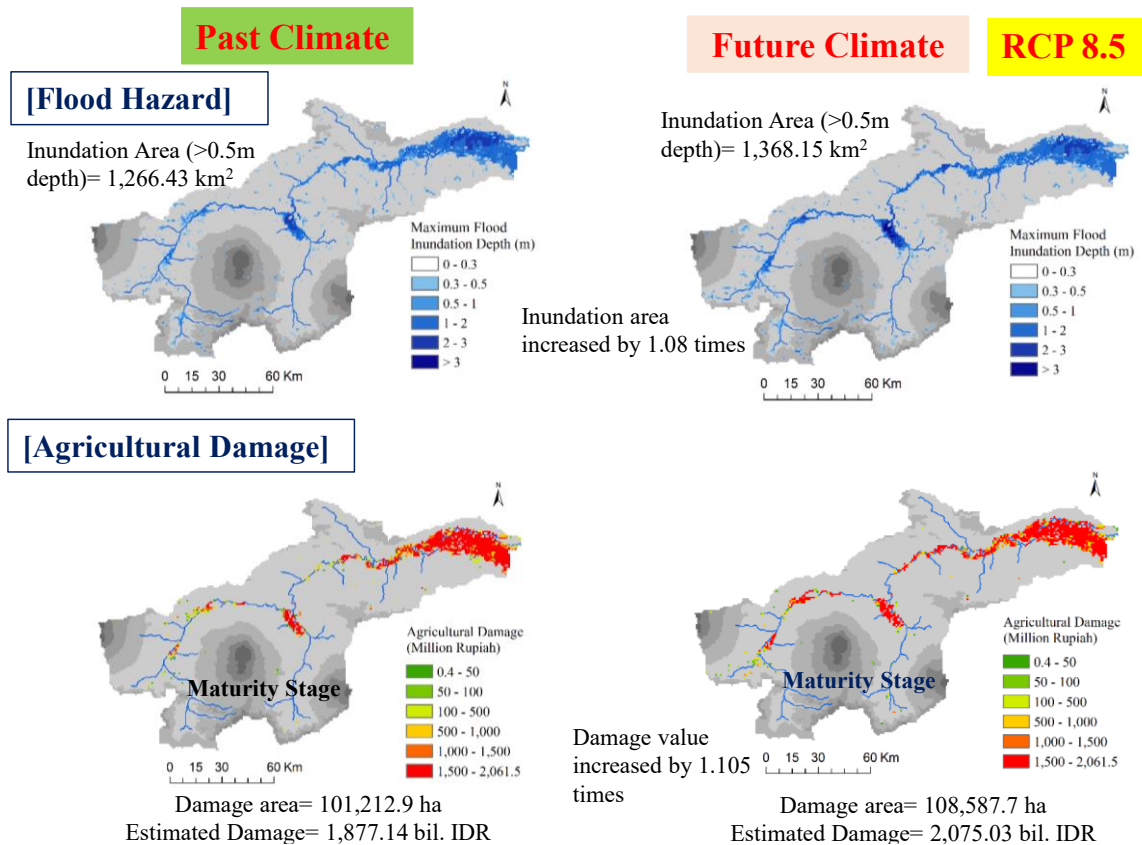 Past Climate
Future Climate
RCP 8.5
[Flood Hazard]
Inundation Area (>0.5m
depth)= 1,266.43 km²
N
Maximum Flood
Inundation Depth (m)
0 - 0.3
0.3 - 0.5
0.5 - 1
1 - 2
2 - 3
> 3
0 15 30 60 Km
Inundation Area (>0.5m
depth)= 1,368.15 km²
N
Maximum Flood
Inundation Depth (m)
0 - 0.3
0.3 - 0.5
0.5 - 1
1 - 2
2 - 3
> 3
0 15 30 60 Km
Inundation area
increased by 1.08 times
[Agricultural Damage]
N
Maturity Stage
Agricultural Damage
(Million Rupiah)
0.4 - 50
50 - 100
100 - 500
500 - 1,000
1,000 - 1,500
1,500 - 2,061.5
0 15 30 60 Km
Damage area= 101,212.9 ha
Estimated Damage= 1,877.14 bil. IDR
N
Maturity Stage
Agricultural Damage
(Million Rupiah)
0.4 - 50
50 - 100
100 - 500
500 - 1,000
1,000 - 1,500
1,500 - 2,061.5
0 15 30 60 Km
Damage value
increased by 1.105
times
Damage area= 108,587.7 ha
Estimated Damage= 2,075.03 bil. IDR